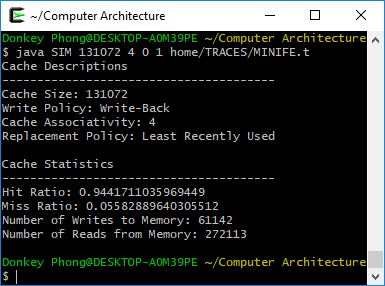 ~/Computer Architecture
Donkey Phong@DESKTOP-AOM39PE ~/Computer Architecture
$ java SIM 131072 4 0 1 home/TRACES/MINIFE.t
Cache Descriptions
---------------------------------------
Cache Size: 131072
Write Policy: Write-Back
Cache Associativity: 4
Replacement Policy: Least Recently Used
Cache Statistics
---------------------------------------
Hit Ratio: 0.9441711035969449
Miss Ratio: 0.05582889640305512
Number of Writes to Memory: 61142
Number of Reads from Memory: 272113
Donkey Phong@DESKTOP-AOM39PE ~/Computer Architecture
$